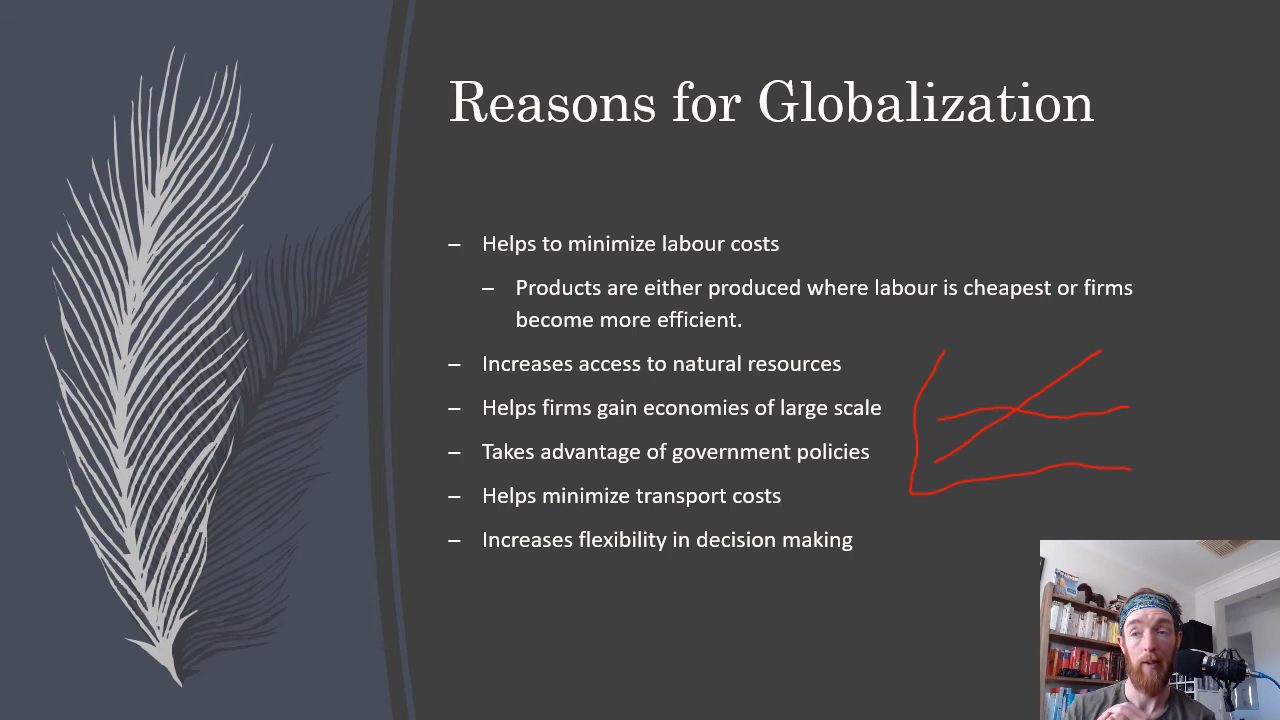 Reasons for Globalization
– Helps to minimize labour costs
– Products are either produced where labour is cheapest or firms
become more efficient.
– Increases access to natural resources
– Helps firms gain economies of large scale
– Takes advantage of government policies
– Helps minimize transport costs
– Increases flexibility in decision making